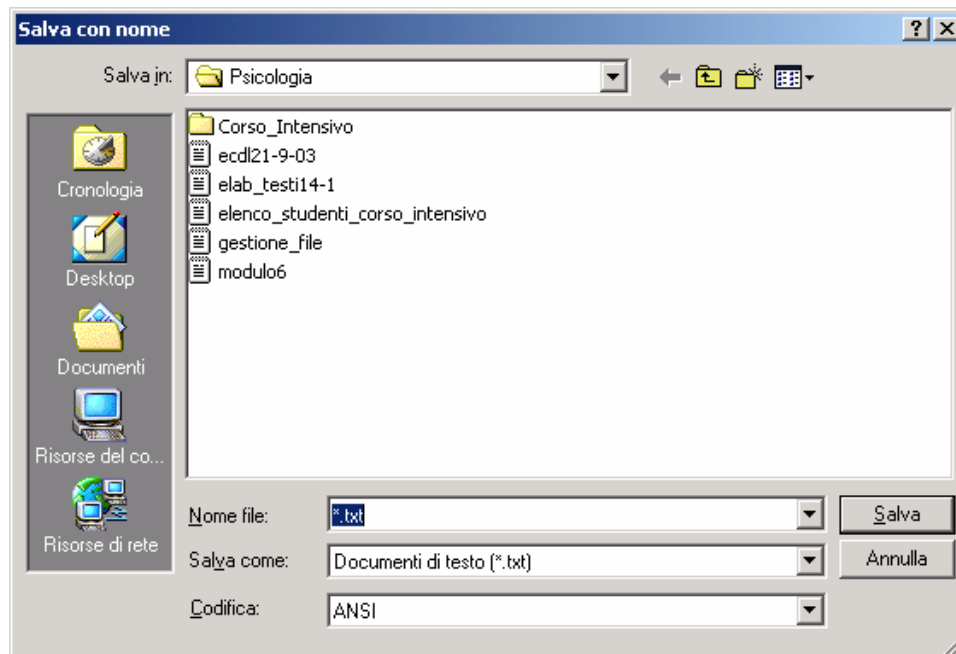 Salva con nome
Salva in:
Psicologia
Cronologia
Desktop
Documenti
Risorse del co...
Risorse di rete
Corso_Intensivo
ecdl21-9-03
elab_testi14-1
elenco_studenti_corso_intensivo
gestione_file
modulo6
Nome file:
*.txt
Salva
Salva come:
Documenti di testo (*.txt)
Annulla
Codifica:
ANSI